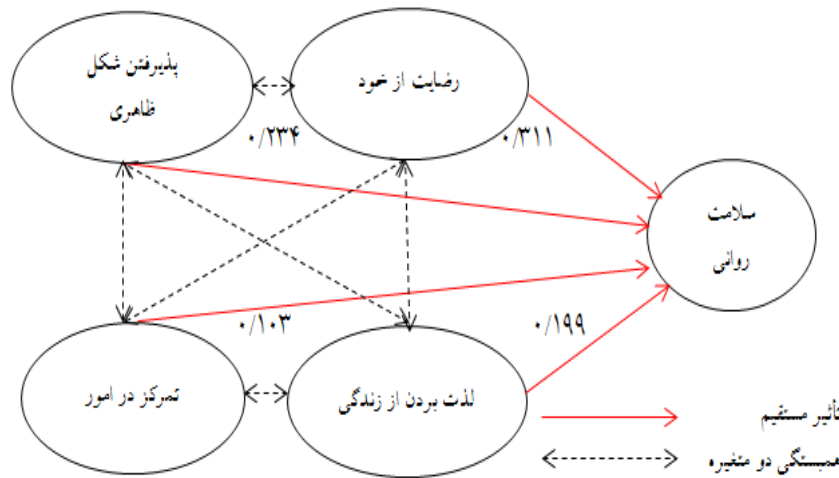 پذیرفتن شکل
ظاهری
رضایت از خود
۰/۲۳۴
۰/۳۱۱
سلامت
روانی
۰/۱۰۳
۰/۱۹۹
تمرکز در امور
لذت بردن از زندگی
تأثیر مستقیم
همبستگی دو متغیره